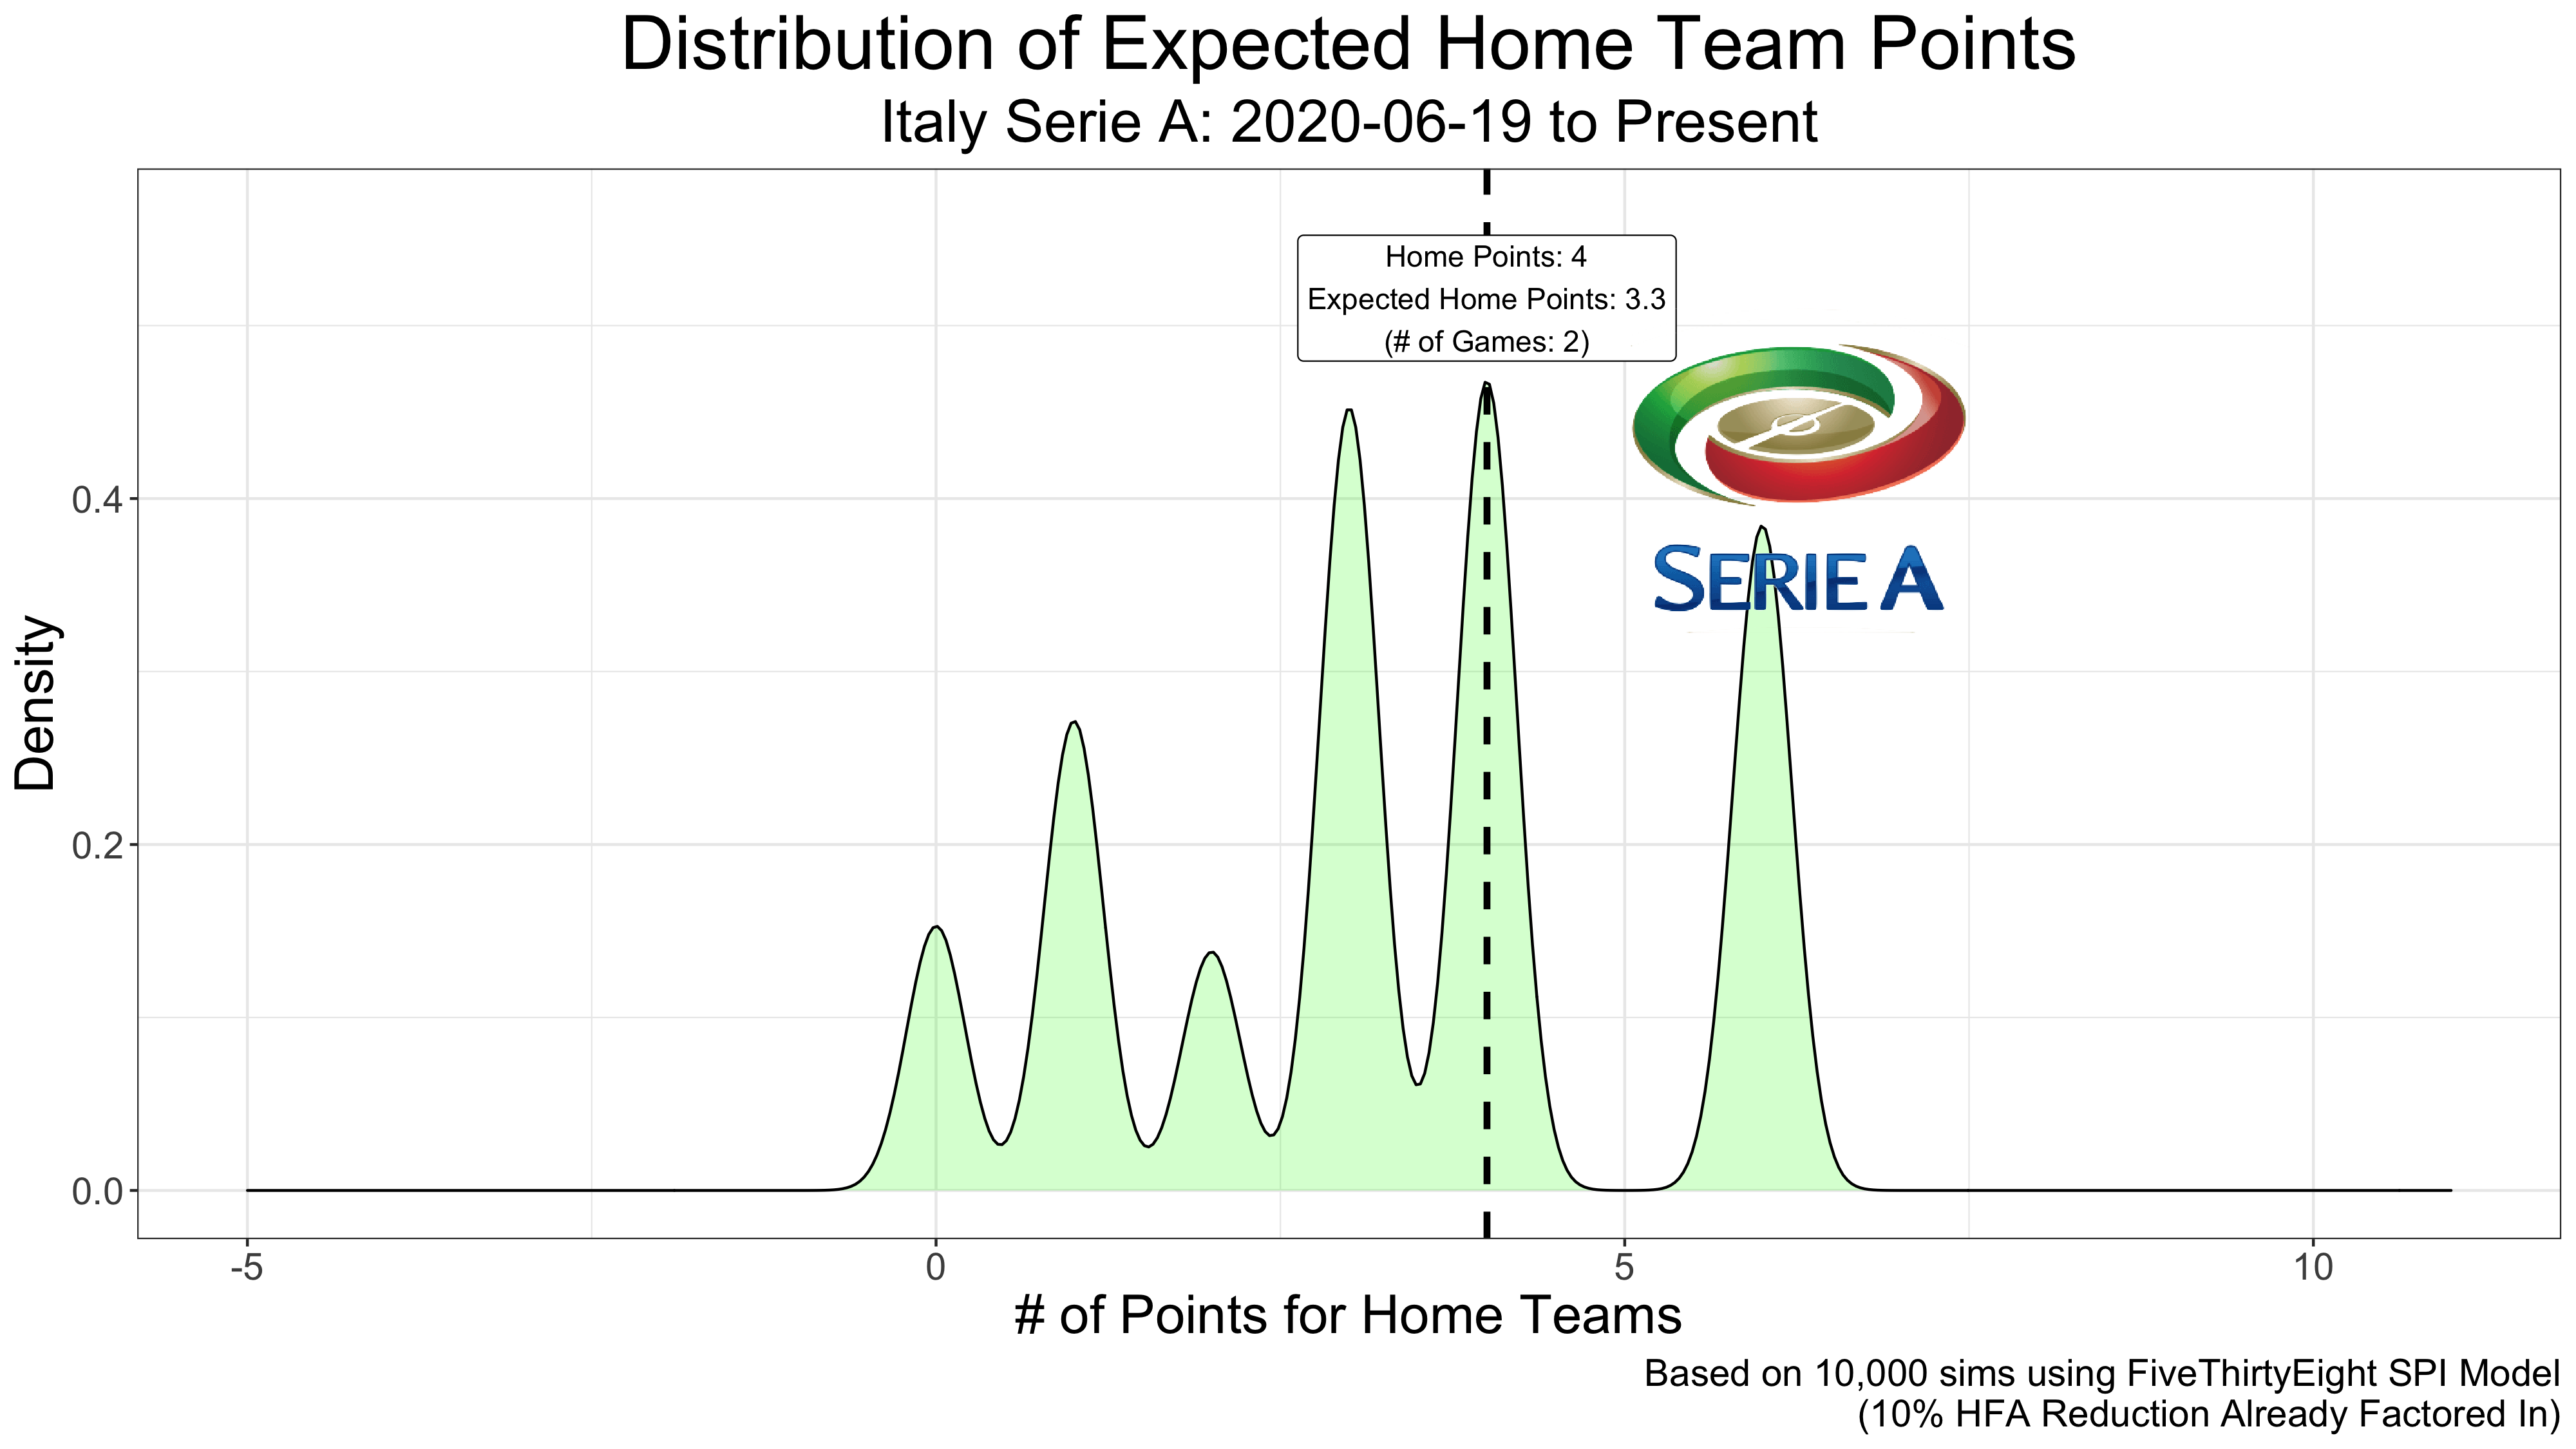 Distribution of Expected Home Team Points
Italy Serie A: 2020-06-19 to Present
Home Points: 4
Expected Home Points: 3.3
(# of Games: 2)
SERIE A
Density
0.4
0.2
0.0
-5
0
5
10
# of Points for Home Teams
Based on 10,000 sims using FiveThirtyEight SPI Model
(10% HFA Reduction Already Factored In)